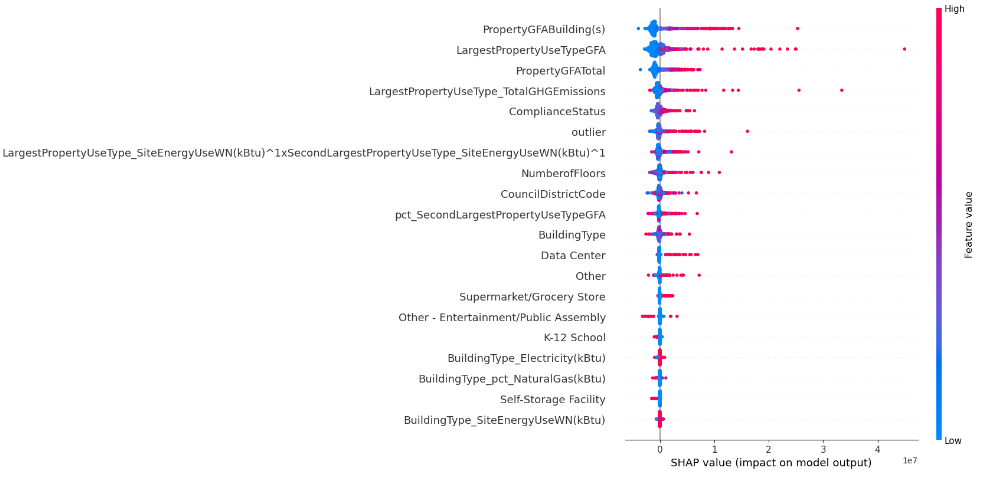 High
PropertyGFABuilding(s)
LargestPropertyUseTypeGFA
PropertyGFATotal
LargestPropertyUseType_TotalGHGEmissions
ComplianceStatus
outlier
LargestPropertyUseType_SiteEnergyUseWN(kBtu)^1xSecondLargestPropertyUseType_SiteEnergyUseWN(kBtu)^1
NumberofFloors
CouncilDistrictCode
pct_SecondLargestPropertyUseTypeGFA
BuildingType
Data Center
Other
Supermarket/Grocery Store
Other - Entertainment/Public Assembly
K-12 School
BuildingType_Electricity(kBtu)
BuildingType_pct_NaturalGas(kBtu)
Self-Storage Facility
BuildingType_SiteEnergyUseWN(kBtu)
Feature value
Low
0 1 2 3 4
1e7
SHAP value (impact on model output)